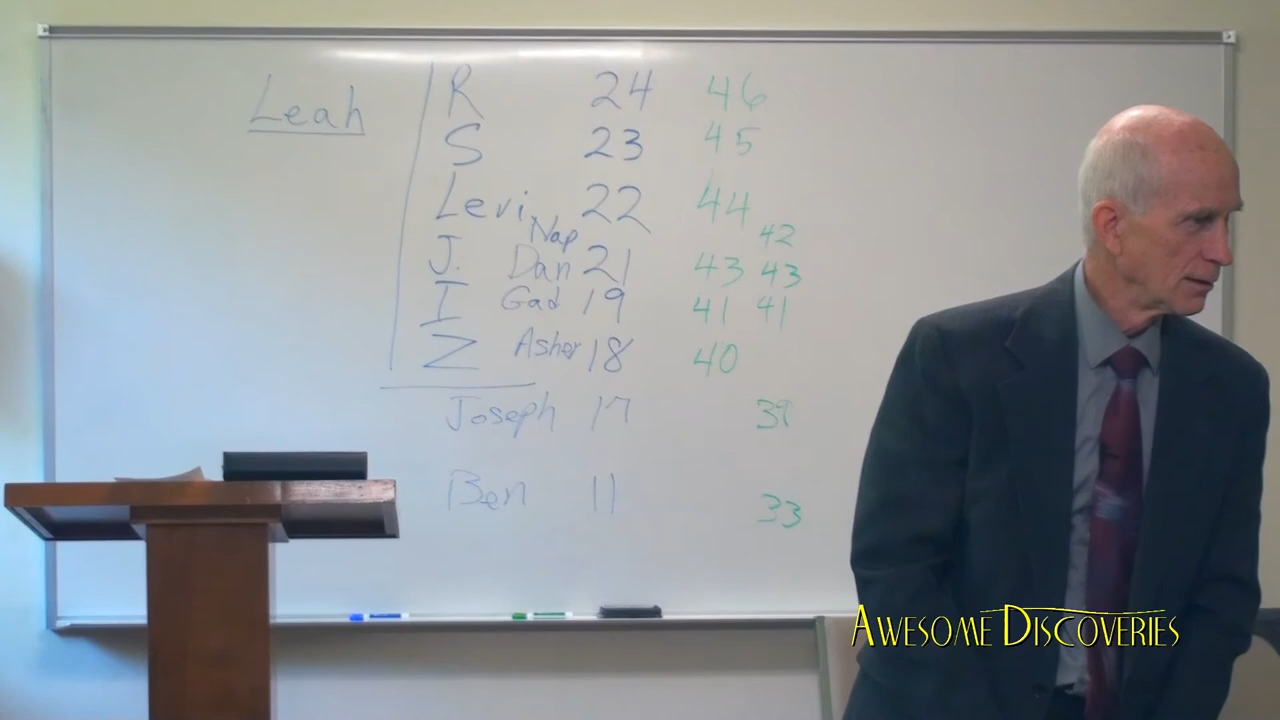 Leah R 24 46
S 23 45
Levi 22 44
Nap 42
J. Dan 21 43 43
I Gad 19 41 41
Z Asher 18 40
Joseph 17 39
Ben 11 33
AWESOME DISCOVERIES